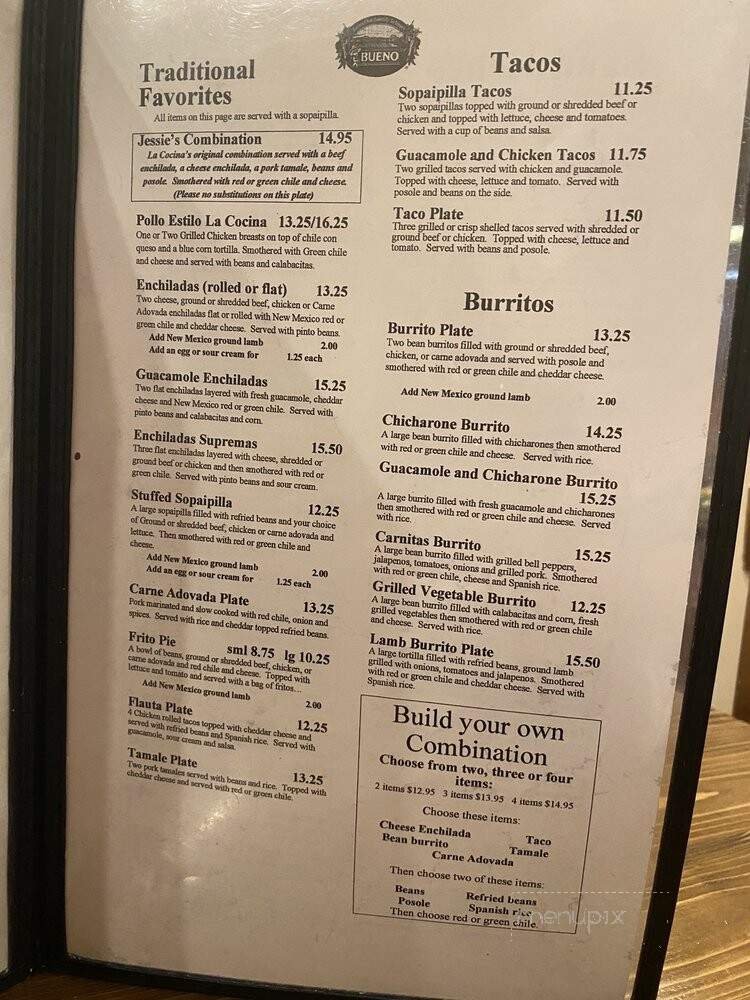 BUENO
Traditional
Favorites
All items on this page are served with a sopaipilla.
Jessie's Combination 14.95
La Cocina's original combination served with a beef
enchilada, a cheese enchilada, a pork tamale, beans and
posole. Smothered with red or green chile and cheese.
(Please no substitutions on this plate)
Pollo Estilo La Cocina 13.25/16.25
One or Two Grilled Chicken breasts on top of chile con
queso and a blue corn tortilla. Smothered with Green chile
and cheese and served with beans and calabacitas.
Enchiladas (rolled or flat) 13.25
Two cheese, ground or shredded beef, chicken or Carne
Adovada enchiladas flat or rolled with New Mexico red or
green chile and cheddar cheese. Served with pinto beans.
Add New Mexico ground lamb 2.00
Add an egg or sour cream for 1.25 each
Guacamole Enchiladas 15.25
Two flat enchiladas layered with fresh guacamole, cheddar
cheese and New Mexico red or green chile. Served with
pinto beans and calabacitas and corn.
Enchiladas Supremas 15.50
Three flat enchiladas layered with cheese, shredded or
ground beef or chicken and then smothered with red or
green chile. Served with pinto beans and sour cream.
Stuffed Sopaipilla 12.25
A large sopaipilla filled with refried beans and your choice
of Ground or shredded beef, chicken or carne adovada and
lettuce. Then smothered with red or green chile and
cheese.
Add New Mexico ground lamb 2.00
Add an egg or sour cream for 1.25 each
Carne Adovada Plate 13.25
Pork marinated and slow cooked with red chile, onion and
spices. Served with rice and cheddar topped refried beans.
Frito Pie sml 8.75 lg 10.25
A bowl of beans, ground or shredded beef, chicken, or
carne adovada and red chile and cheese. Topped with
lettuce and tomato and served with a bag of fritos...
Add New Mexico ground lamb 2.00
Flauta Plate 12.25
4 Chicken rolled tacos topped with cheddar cheese and
served with refried beans and Spanish rice. Served with
guacamole, sour cream and salsa.
Tamale Plate 13.25
Two pork tamales served with beans and rice. Topped with
cheddar cheese and served with red or green chile.
Tacos
Sopaipilla Tacos 11.25
Two sopaipillas topped with ground or shredded beef or
chicken and topped with lettuce, cheese and tomatoes.
Served with a cup of beans and salsa.
Guacamole and Chicken Tacos 11.75
Two grilled tacos served with chicken and guacamole.
Topped with cheese, lettuce and tomato. Served with
posole and beans on the side.
Taco Plate 11.50
Three grilled or crisp shelled tacos served with shredded or
ground beef or chicken. Topped with cheese, lettuce and
tomato. Served with beans and posole.
Burritos
Burrito Plate 13.25
Two bean burritos filled with ground or shredded beef,
chicken, or carne adovada and served with posole and
smothered with red or green chile and cheddar cheese.
Add New Mexico ground lamb 2.00
Chicharone Burrito 14.25
A large bean burrito filled with chicharones then smothered
with red or green chile and cheese. Served with rice.
Guacamole and Chicharone Burrito
15.25
A large burrito filled with fresh guacamole and chicharones
then smothered with red or green chile and cheese. Served
with rice.
Carnitas Burrito 15.25
A large bean burrito filled with grilled bell peppers,
jalapenos, tomatoes, onions and grilled pork. Smothered
with red or green chile, cheese and Spanish rice.
Grilled Vegetable Burrito 12.25
A large bean burrito filled with calabacitas and corn, fresh
grilled vegetables then smothered with red or green chile
and cheese. Served with rice.
Lamb Burrito Plate 15.50
A large tortilla filled with refried beans, ground lamb
grilled with onions, tomatoes and jalapenos. Smothered
with red or green chile and cheddar cheese. Served with
Spanish rice.
Build your own
Combination
Choose from two, three or four
items:
2 items $12.95 3 items $13.95 4 items $14.95
Choose these items:
Cheese Enchilada Taco
Bean burrito Tamale
Carne Adovada
Then choose two of these items:
Beans Refried beans
Posole Spanish rice
Then choose red or green chile.
menupix